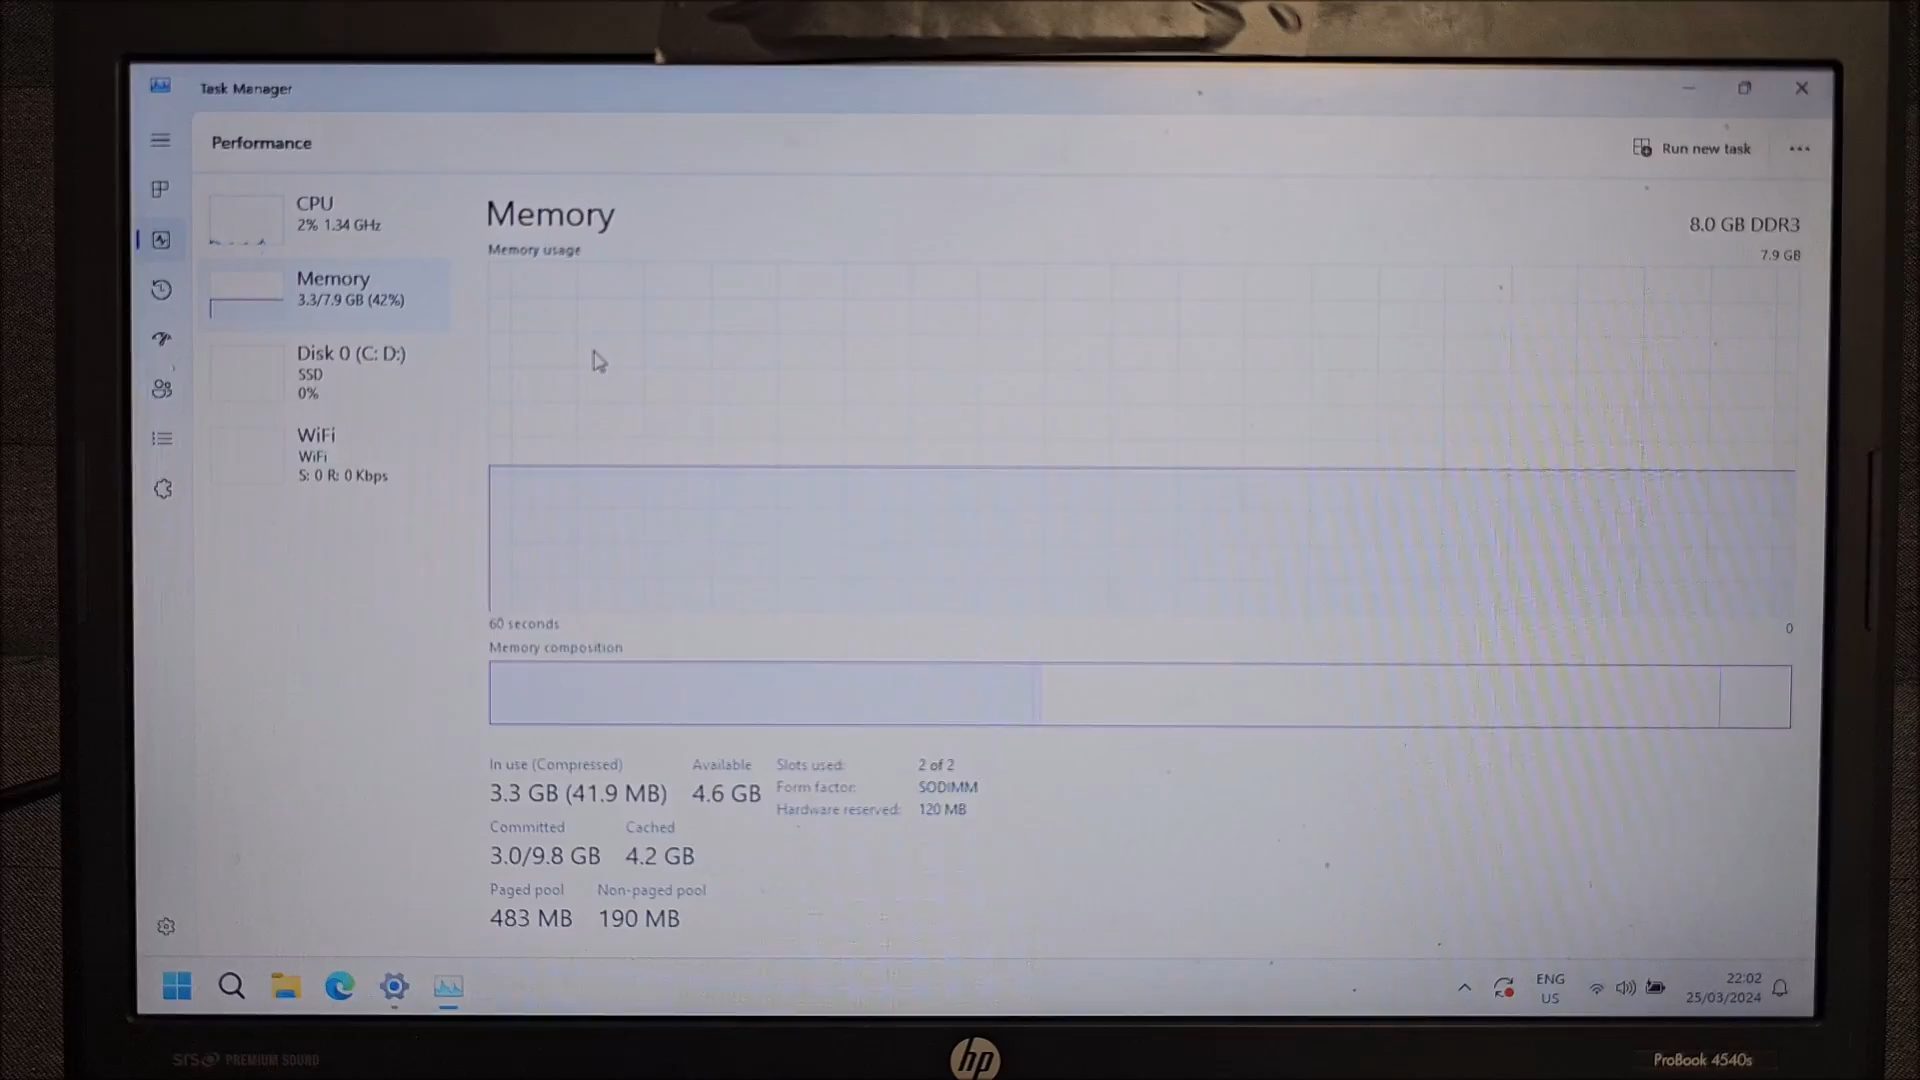 Task Manager
Performance
Run new task
CPU
2% 1.34 GHz
Memory
3.3/7.9 GB (42%)
Disk 0 (C: D:)
SSD
0%
WiFi
WiFi
S: 0 R: 0 Kbps
Memory
8.0 GB DDR3
Memory usage
7.9 GB
60 seconds
0
Memory composition
In use (Compressed)
3.3 GB (41.9 MB)
Available
4.6 GB
Slots used: 2 of 2
Form factor: SODIMM
Hardware reserved: 120 MB
Committed
3.0/9.8 GB
Cached
4.2 GB
Paged pool
483 MB
Non-paged pool
190 MB
ENG
US
22:02
25/03/2024
SRS PREMIUM SOUND
hp
ProBook 4540s